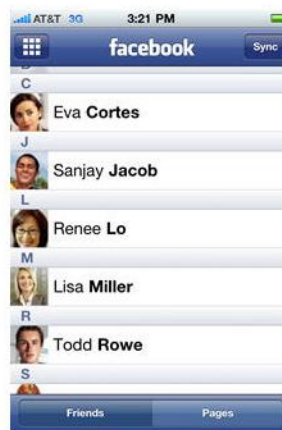 AT&T 3G 3:21 PM
facebook Sync
C
Eva Cortes
J
Sanjay Jacob
L
Renee Lo
M
Lisa Miller
R
Todd Rowe
S
Friends Pages